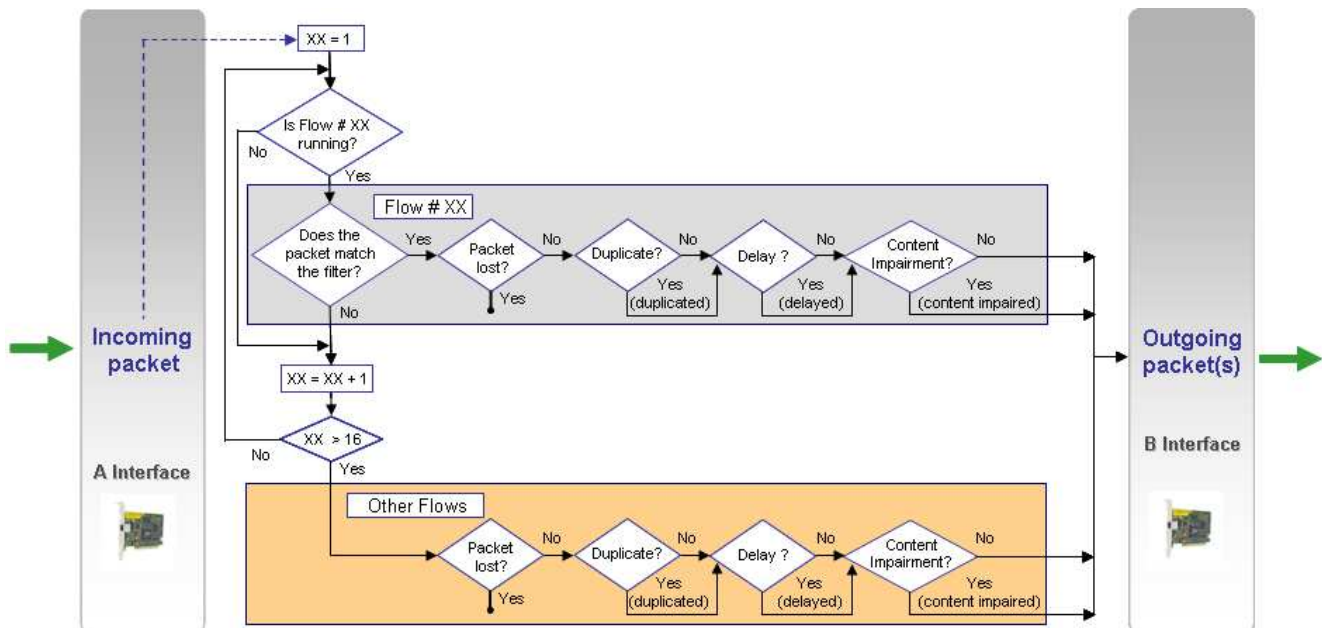 XX = 1
Is Flow # XX
running?
No
Yes
Flow # XX
Does the
packet match
the filter?
Yes
No
Packet
lost?
No
Yes
Duplicate?
No
Yes
(duplicated)
Delay ?
No
Yes
(delayed)
Content
Impairment?
No
Yes
(content impaired)
Incoming
packet
A Interface
XX = XX + 1
XX > 16
No
Yes
Other Flows
Packet
lost?
No
Yes
Duplicate?
No
Yes
(duplicated)
Delay ?
No
Yes
(delayed)
Content
Impairment?
No
Yes
(content impaired)
Outgoing
packet(s)
B Interface